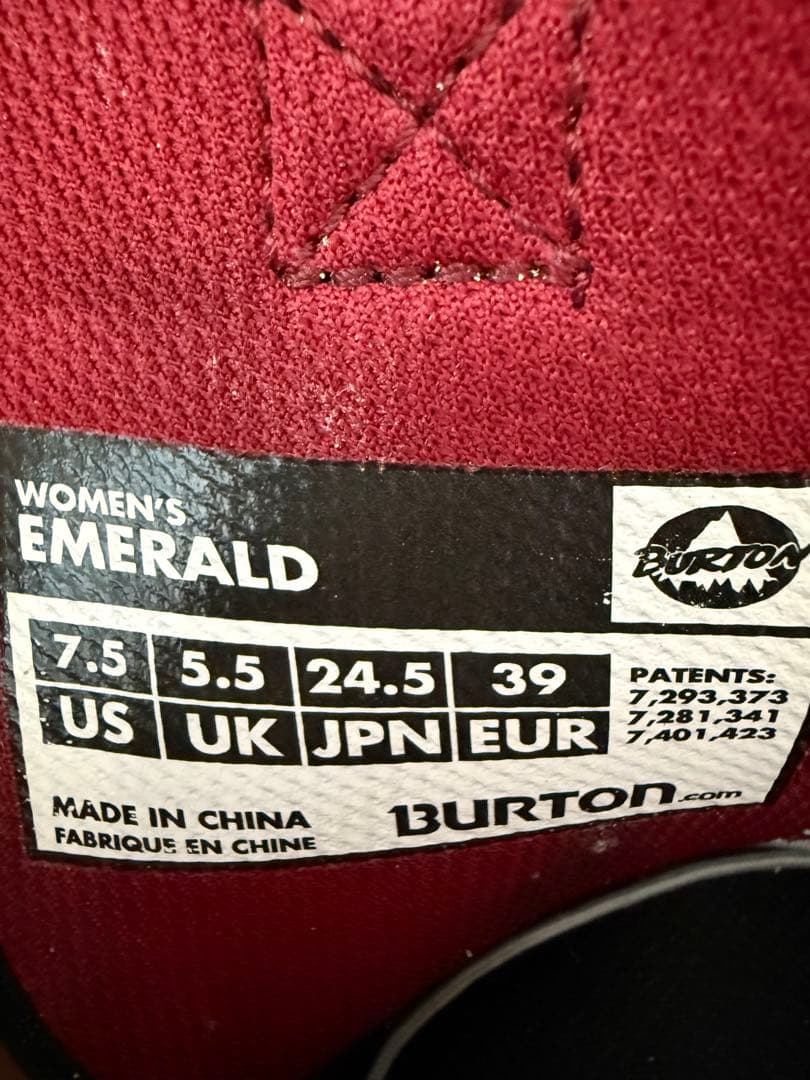 WOMEN'S
EMERALD
BURTON
7.5 5.5 24.5 39
US UK JPN EUR
PATENTS:
7,293,373
7,281,341
7,401,423
MADE IN CHINA
FABRIQUE EN CHINE
BURTON.com